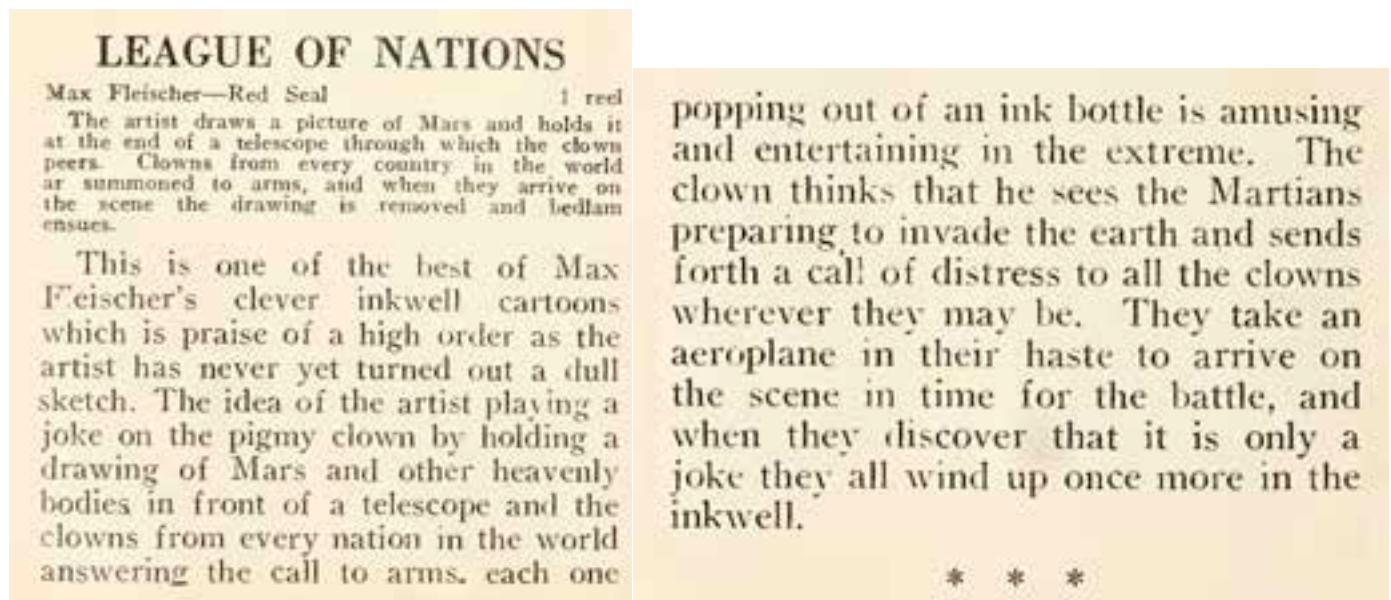 LEAGUE OF NATIONS
Max Fleischer—Red Seal 1 reel
The artist draws a picture of Mars and holds it
at the end of a telescope through which the clown
peers. Clowns from every country in the world
ar summoned to arms, and when they arrive on
the scene the drawing is removed and bedlam
ensues.
This is one of the best of Max
Fleischer's clever inkwell cartoons
which is praise of a high order as the
artist has never yet turned out a dull
sketch. The idea of the artist playing a
joke on the pigmy clown by holding a
drawing of Mars and other heavenly
bodies in front of a telescope and the
clowns from every nation in the world
answering the call to arms. each one
popping out of an ink bottle is amusing
and entertaining in the extreme. The
clown thinks that he sees the Martians
preparing to invade the earth and sends
forth a call of distress to all the clowns
wherever they may be. They take an
aeroplane in their haste to arrive on
the scene in time for the battle, and
when they discover that it is only a
joke they all wind up once more in the
inkwell.
* * *